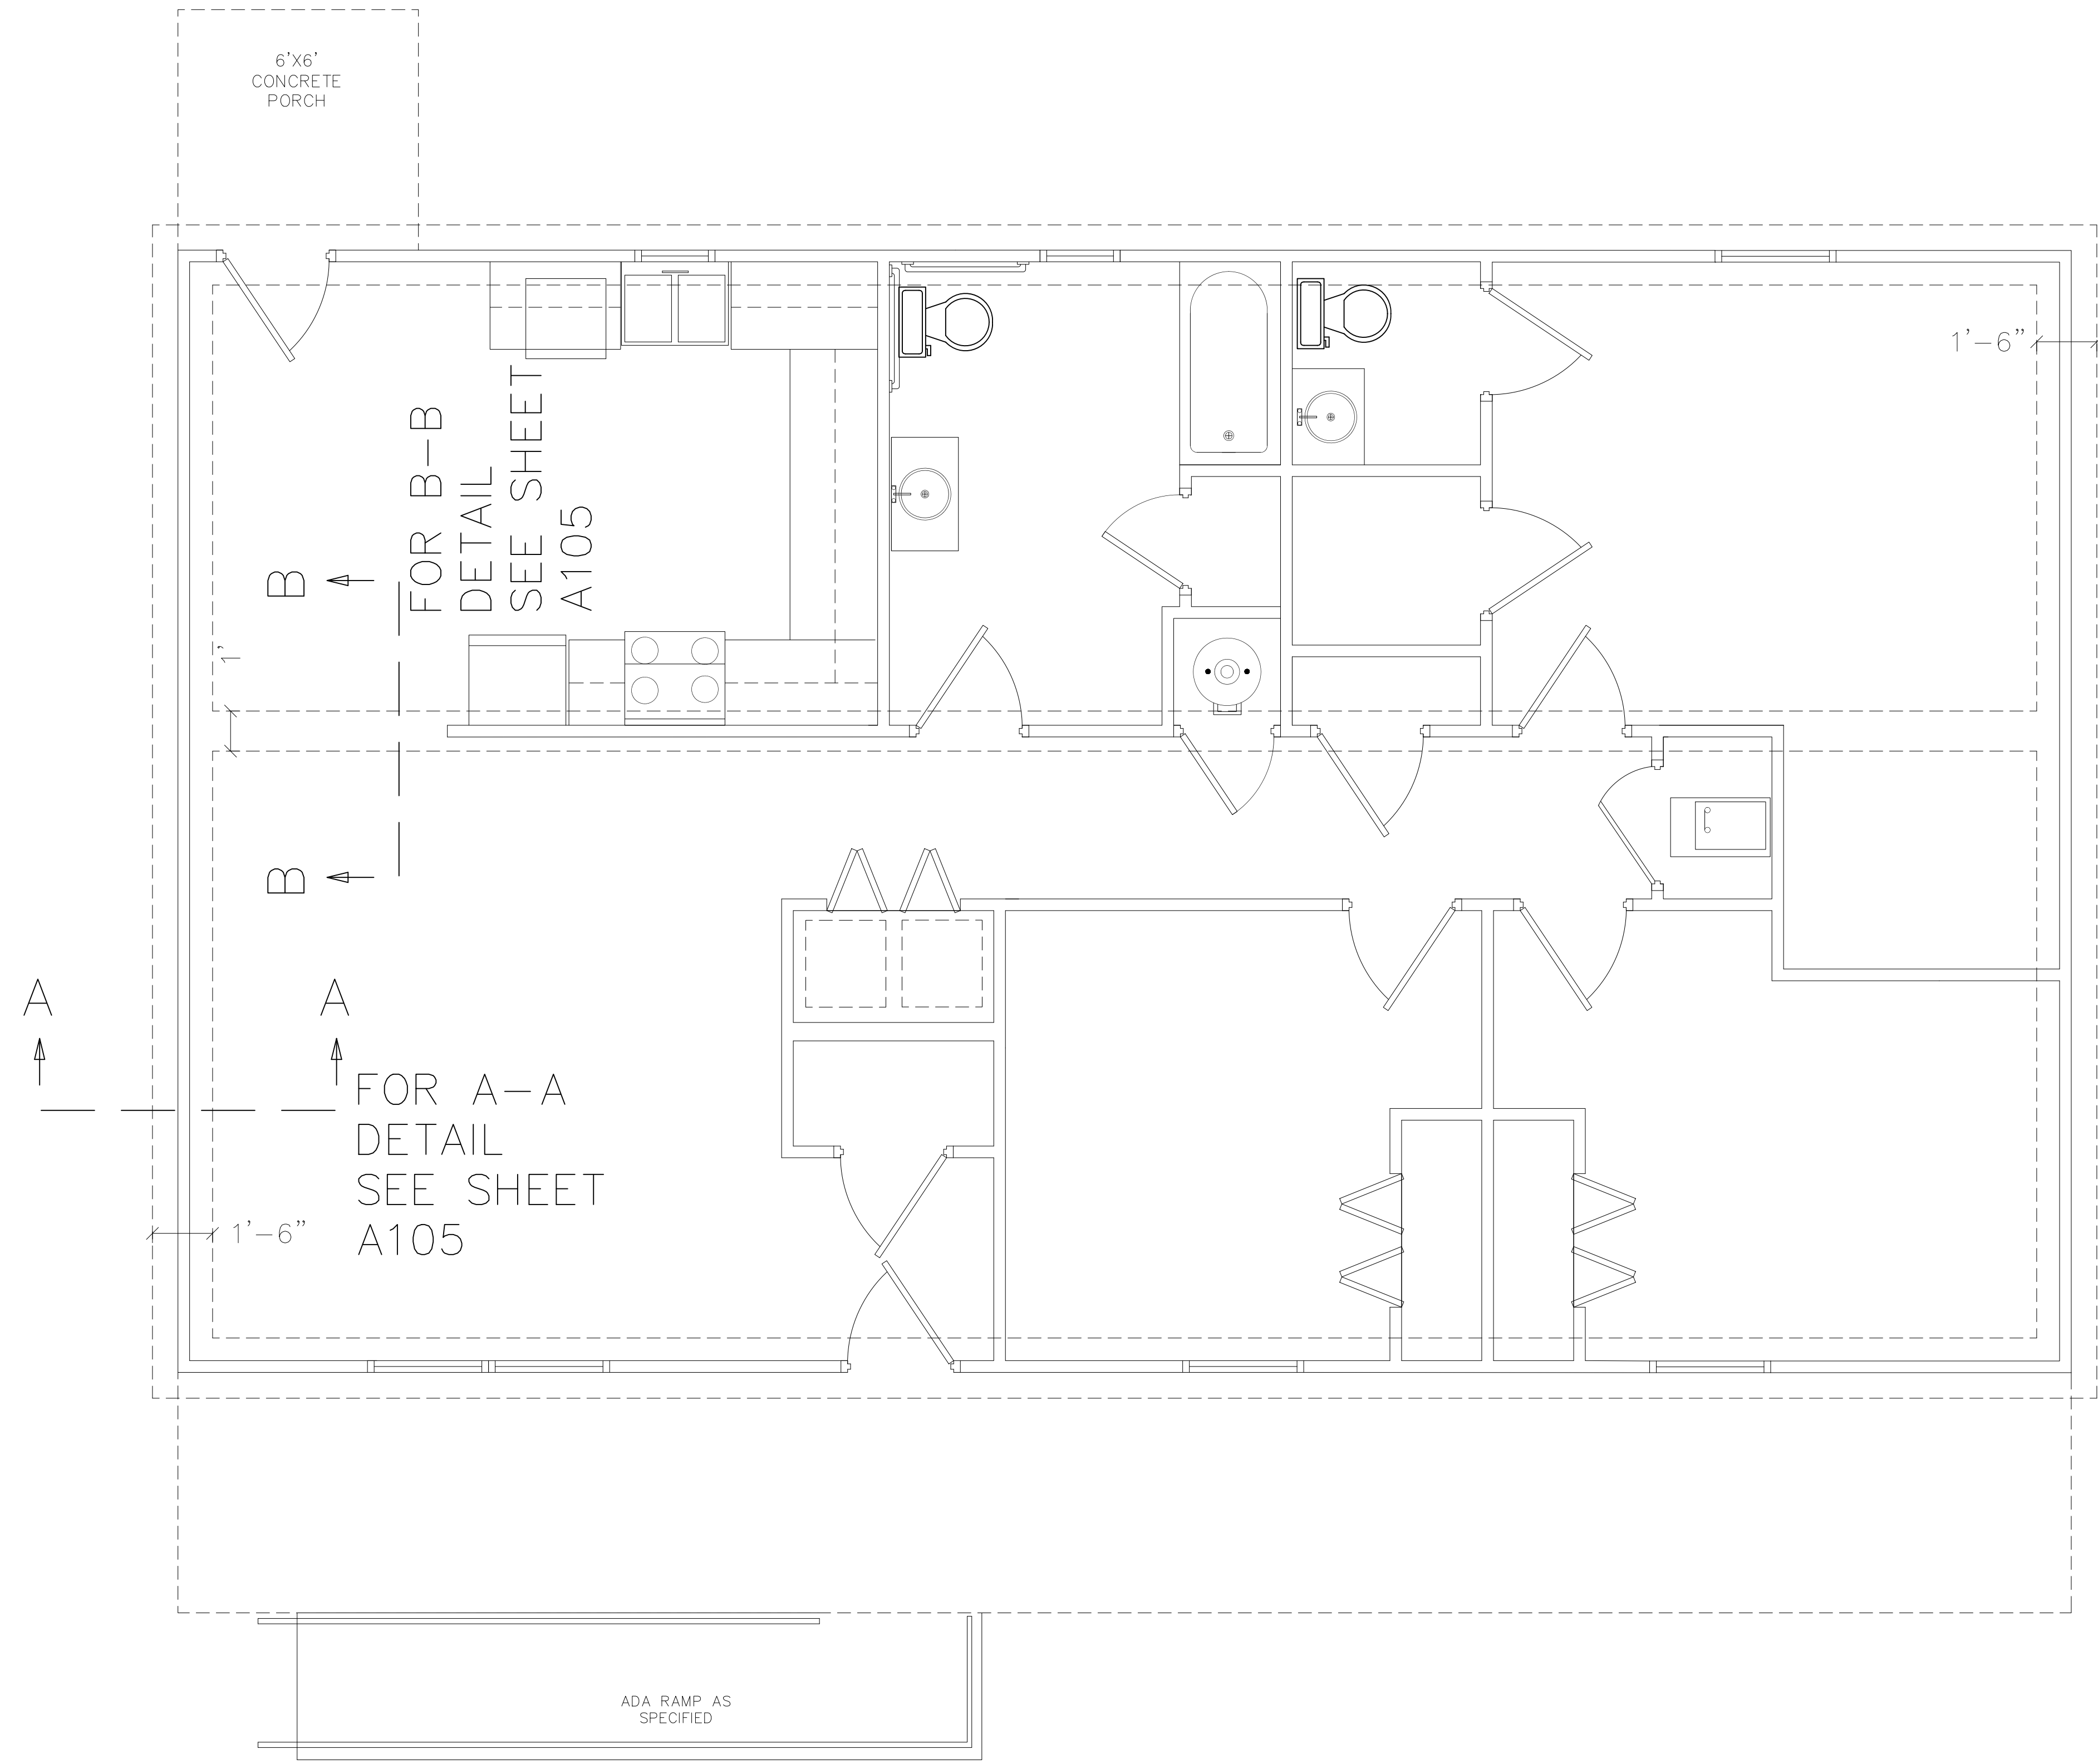 6'X6'
CONCRETE
PORCH
1'-6"
FOR B-B
DETAIL
SEE SHEET
A105
B
1'
B
A
A
FOR A-A
DETAIL
SEE SHEET
A105
1'-6"
ADA RAMP AS
SPECIFIED